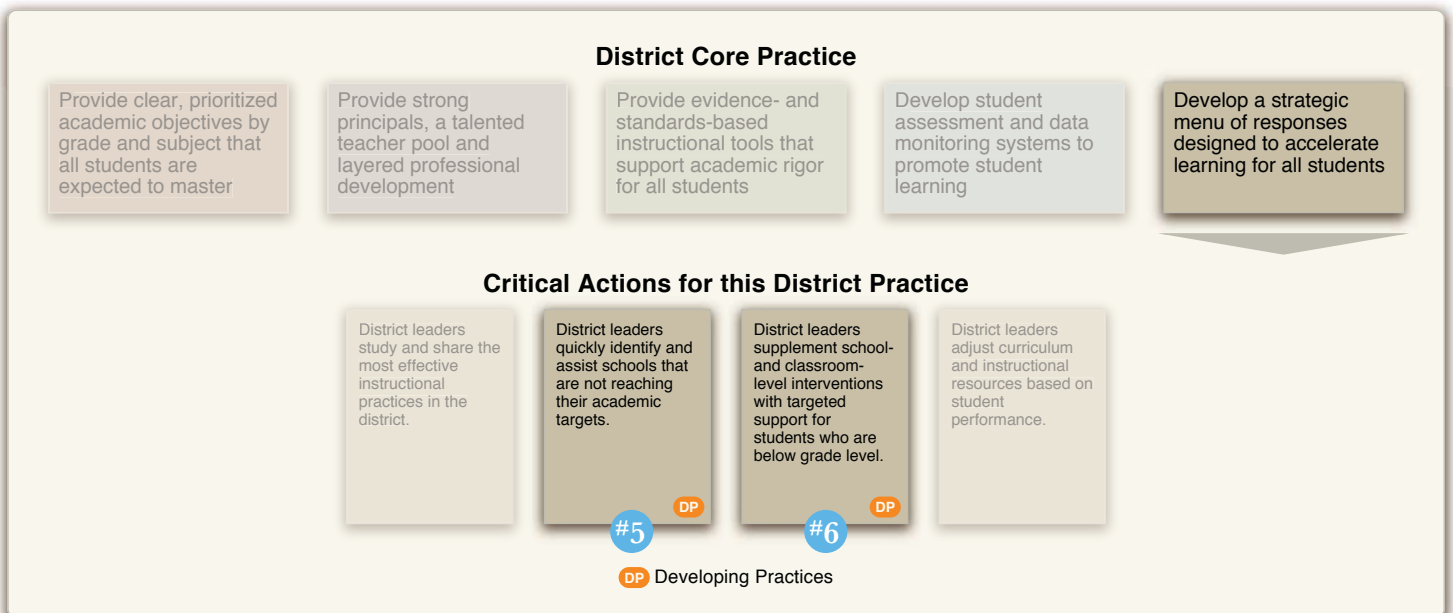 District Core Practice
Provide clear, prioritized
academic objectives by
grade and subject that
all students are
expected to master
Provide strong
principals, a talented
teacher pool and
layered professional
development
Provide evidence- and
standards-based
instructional tools that
support academic rigor
for all students
Develop student
assessment and data
monitoring systems to
promote student
learning
Develop a strategic
menu of responses
designed to accelerate
learning for all students
Critical Actions for this District Practice
District leaders
study and share the
most effective
instructional
practices in the
district.
District leaders
quickly identify and
assist schools that
are not reaching
their academic
targets.
DP
#5
District leaders
supplement school-
and classroom-
level interventions
with targeted
support for
students who are
below grade level.
DP
#6
District leaders
adjust curriculum
and instructional
resources based on
student
performance.
DP Developing Practices